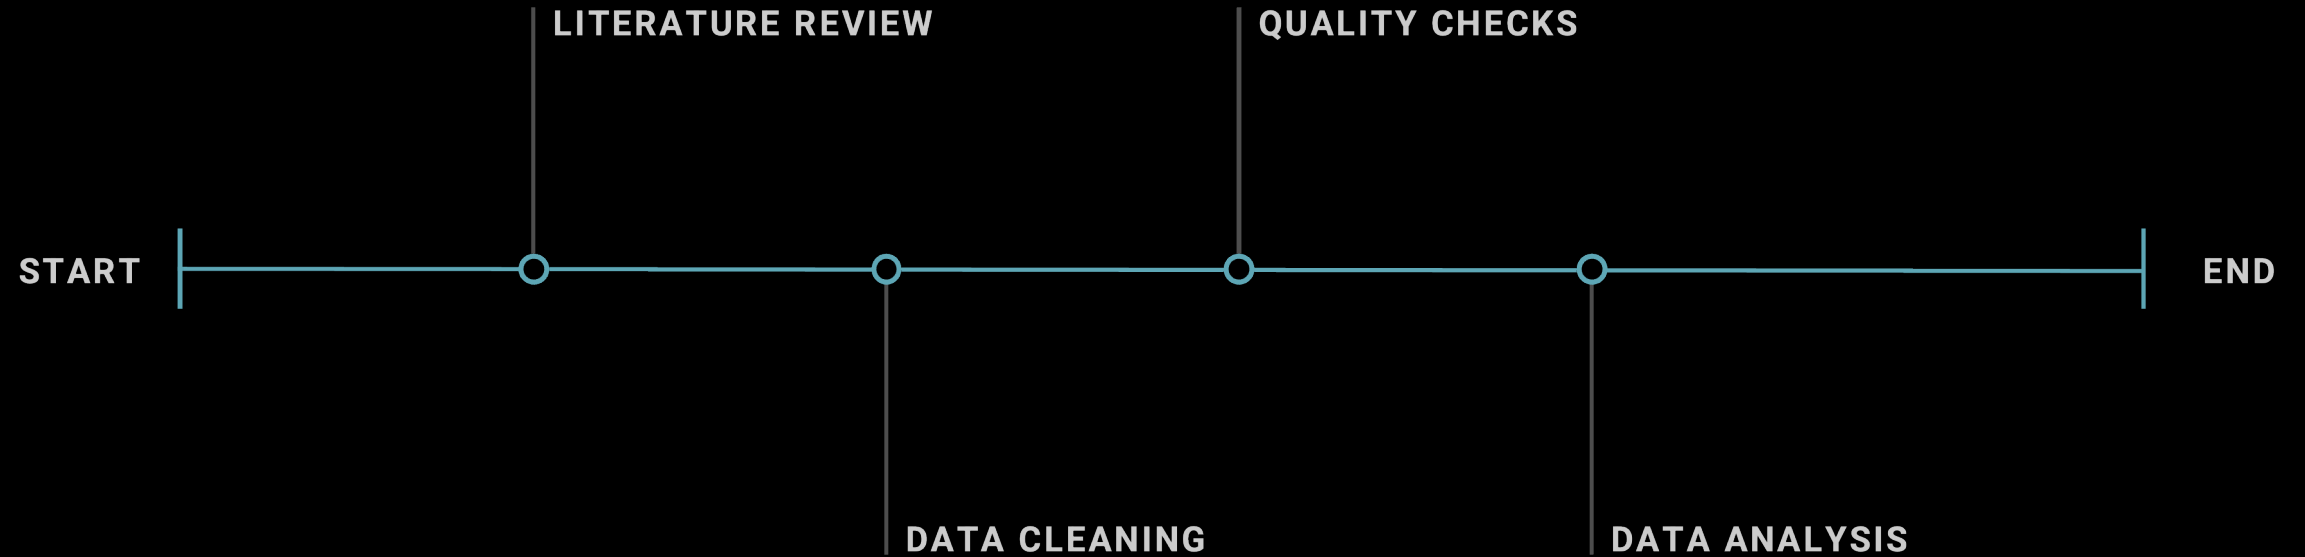 LITERATURE REVIEW
QUALITY CHECKS
START
END
DATA CLEANING
DATA ANALYSIS